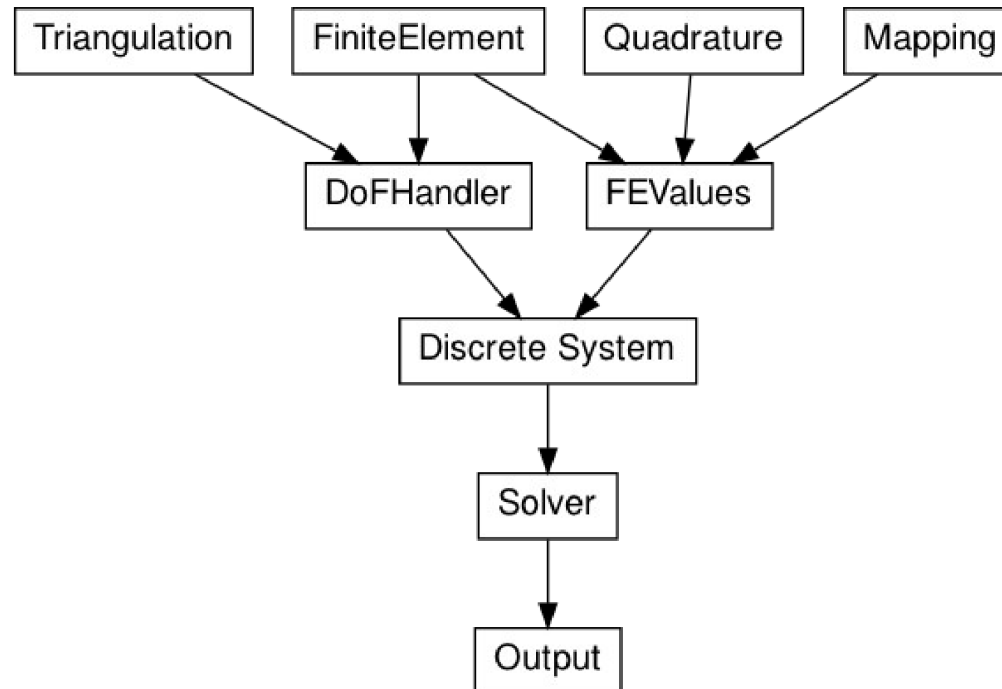 Triangulation
FiniteElement
Quadrature
Mapping
DoFHandler
FEValues
Discrete System
Solver
Output